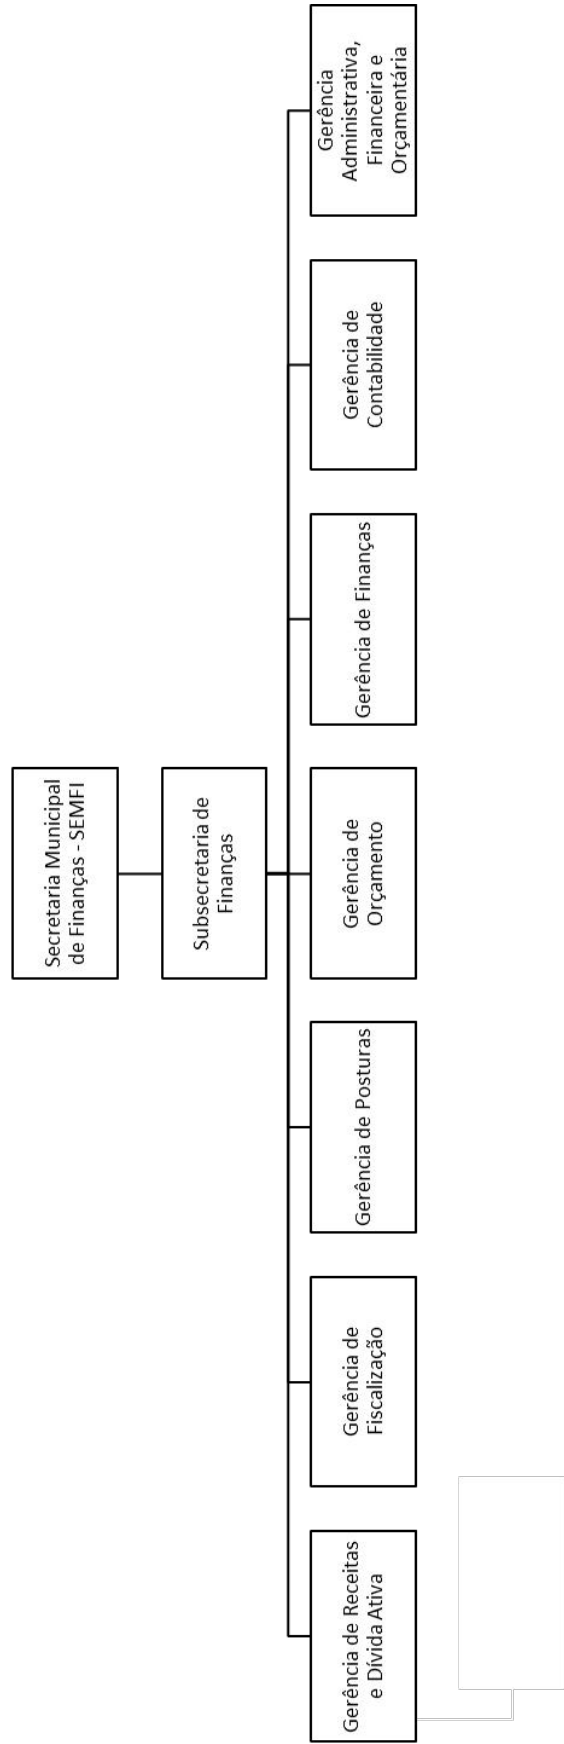 Secretaria Municipal
de Finanças - SEMFI
Subsecretaria de
Finanças
Gerência de Receitas
e Dívida Ativa
Gerência de
Fiscalização
Gerência de Posturas
Gerência de
Orçamento
Gerência de Finanças
Gerência de
Contabilidade
Gerência
Administrativa,
Financeira e
Orçamentária